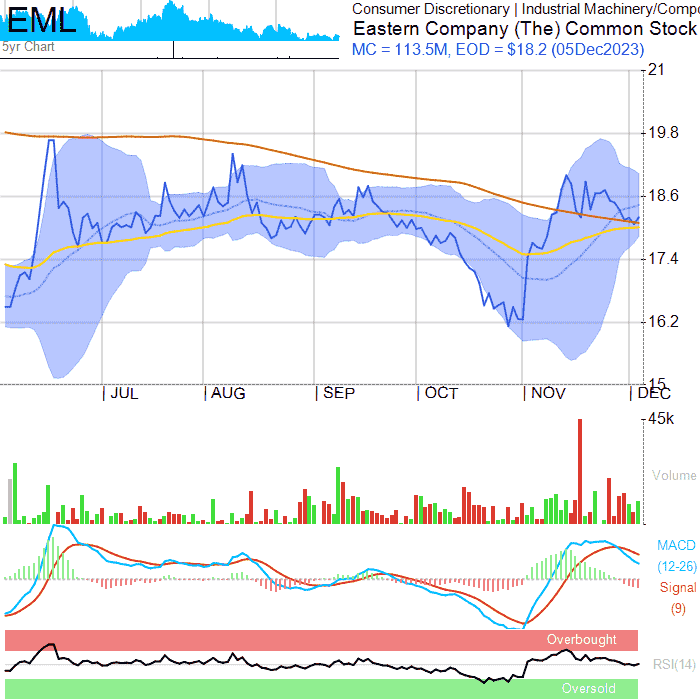 EML
5yr Chart
Consumer Discretionary | Industrial Machinery/Compo
Eastern Company (The) Common Stock
MC = 113.5M, EOD = $18.2 (05Dec2023)
21
19.8
18.6
17.4
16.2
15
JUL
AUG
SEP
OCT
NOV
DEC
45k
Volume
MACD
(12-26)
Signal
(9)
Overbought
RSI(14)
Oversold